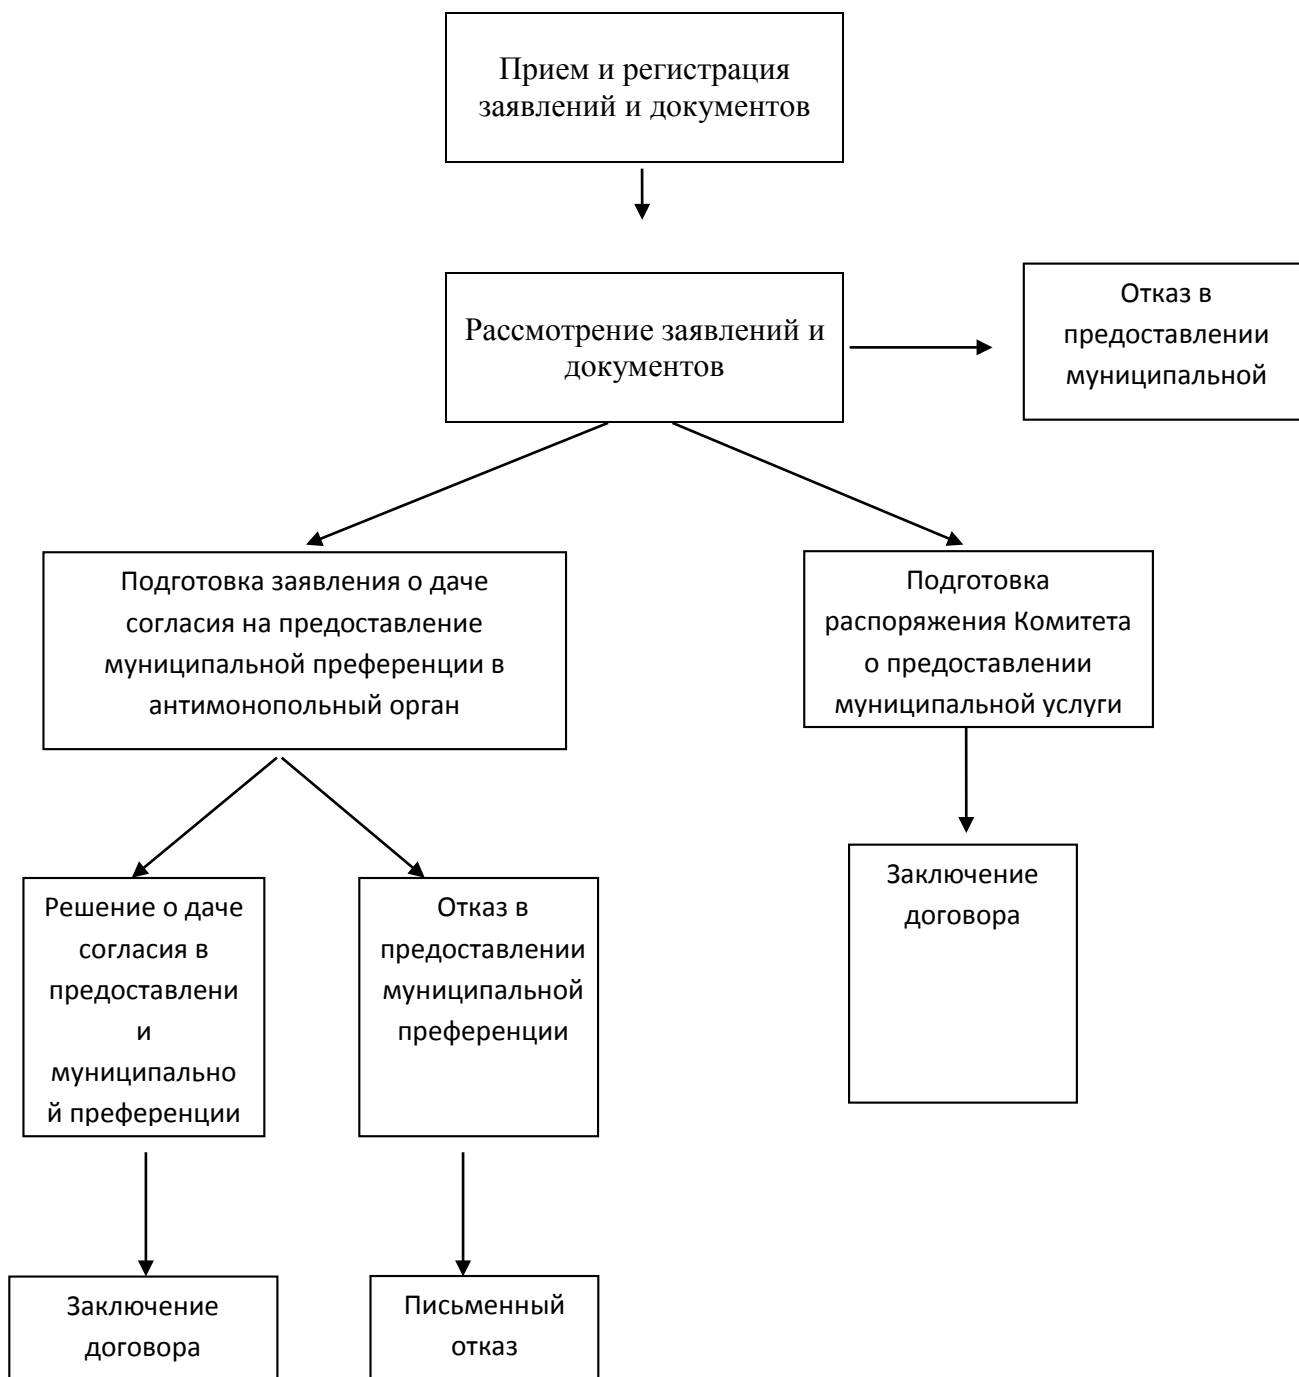 Прием и регистрация
заявлений и документов
Рассмотрение заявлений и
документов
Отказ в
предоставлении
муниципальной
Подготовка заявления о даче
согласия на предоставление
муниципальной преференции в
антимонопольный орган
Подготовка
распоряжения Комитета
о предоставлении
муниципальной услуги
Решение о даче
согласия в
предоставлени
и
муниципально
й преференции
Отказ в
предоставлении
муниципальной
преференции
Заключение
договора
Заключение
договора
Письменный
отказ